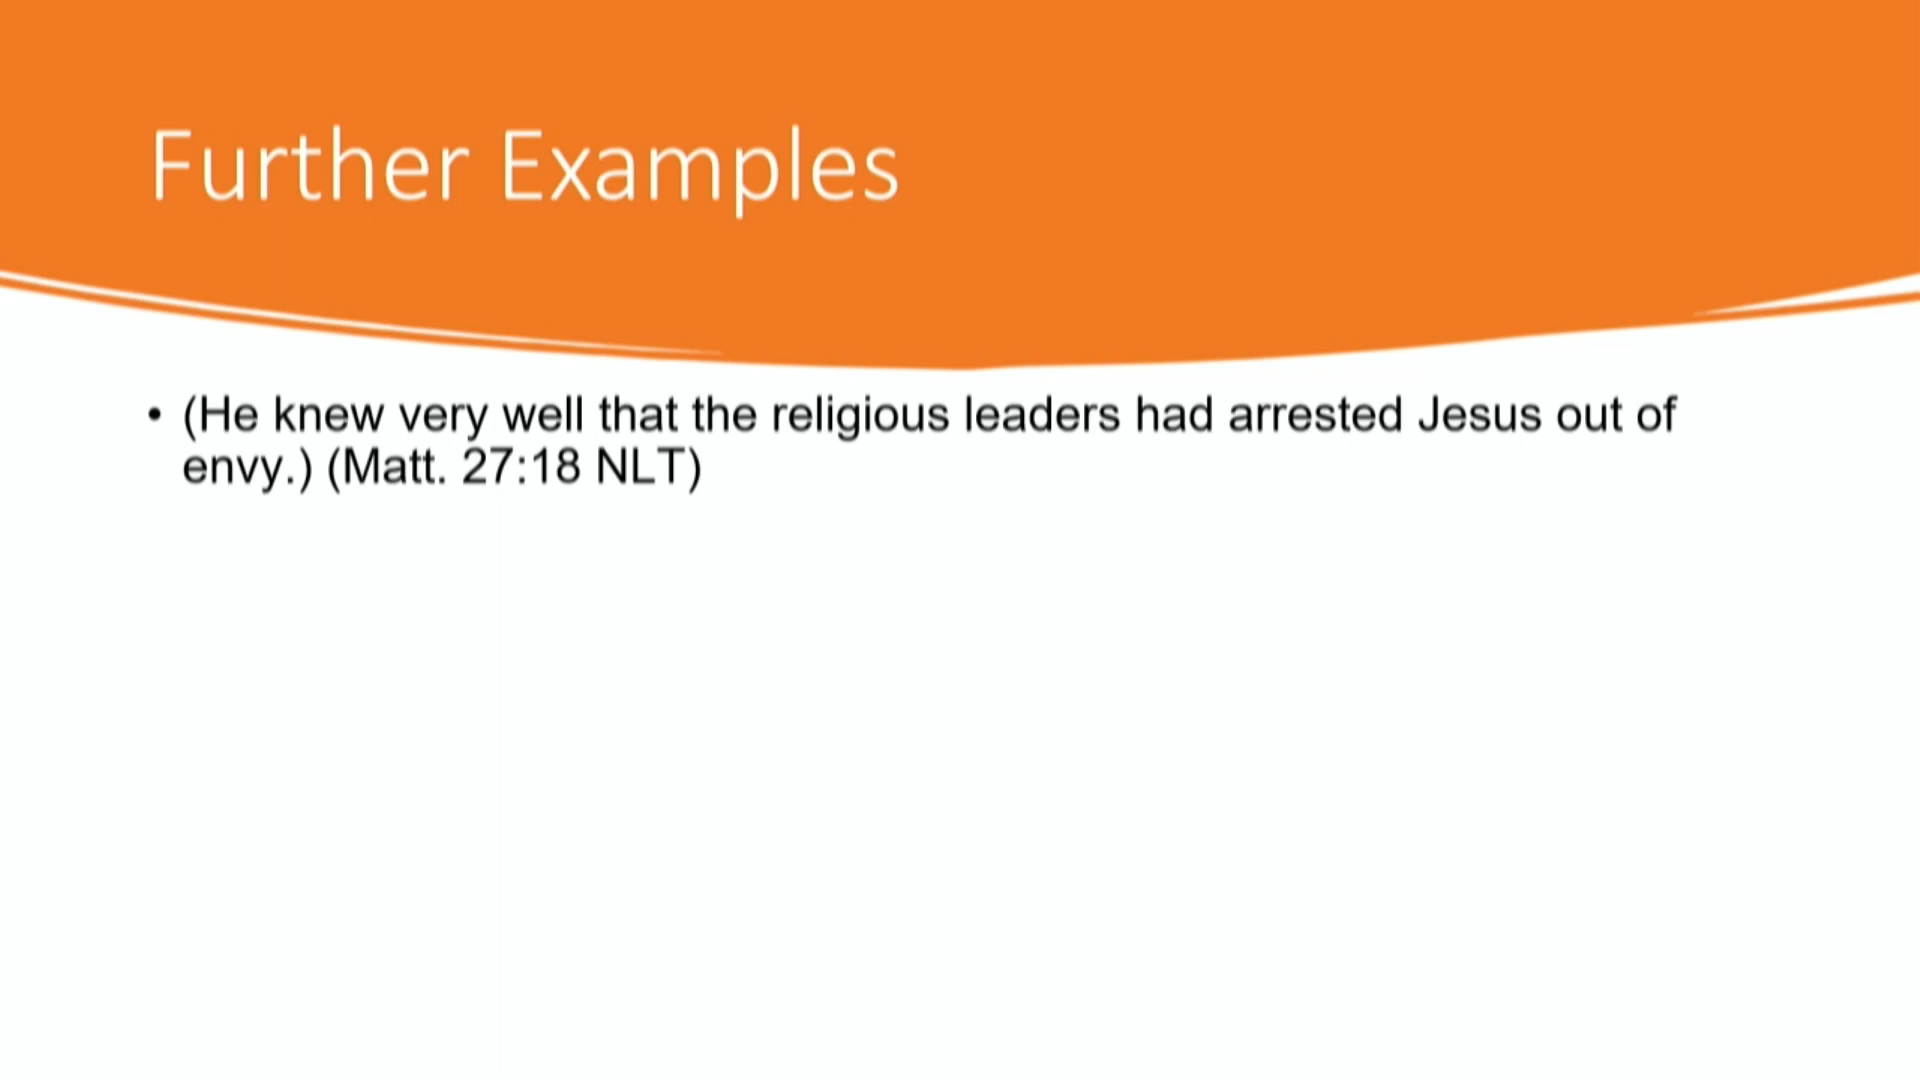 Further Examples
• (He knew very well that the religious leaders had arrested Jesus out of
envy.) (Matt. 27:18 NLT)